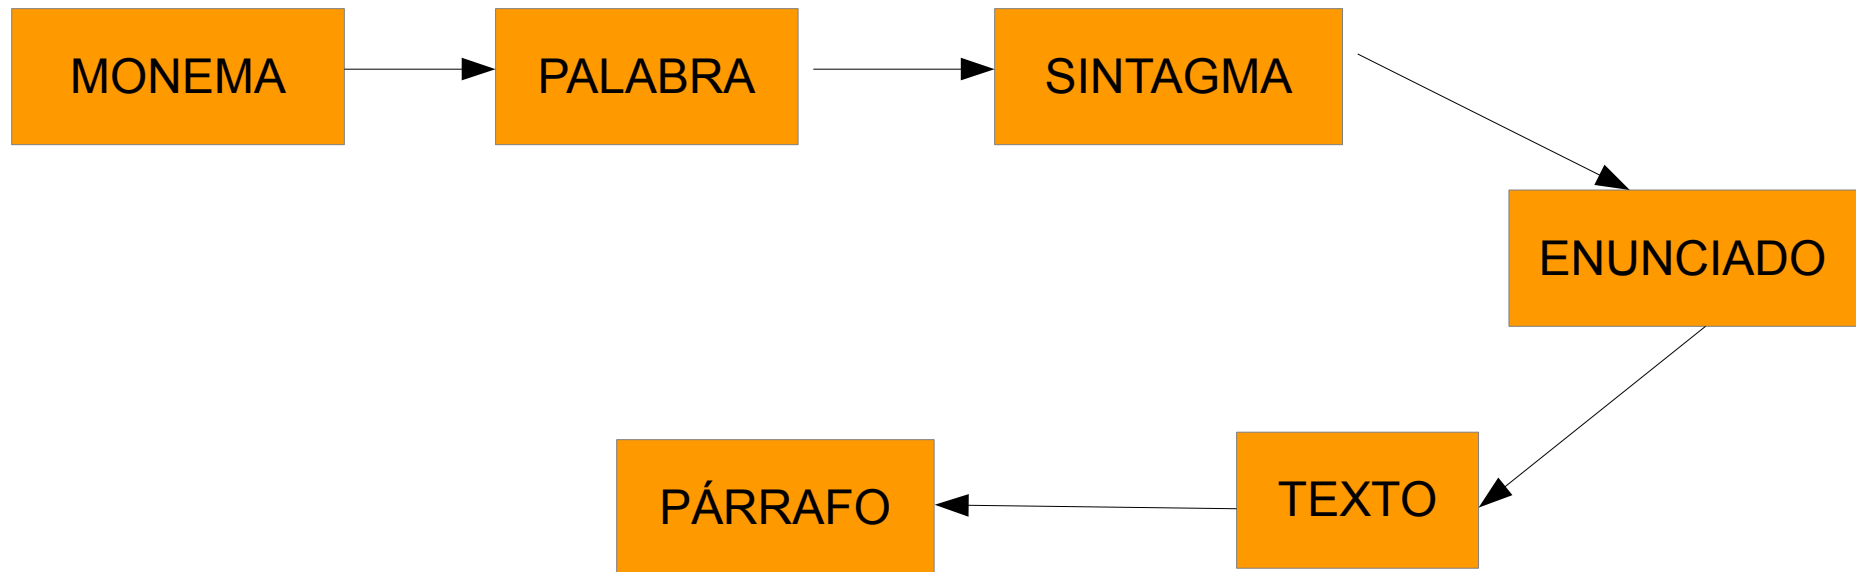 MONEMA
PALABRA
SINTAGMA
ENUNCIADO
TEXTO
PÁRRAFO